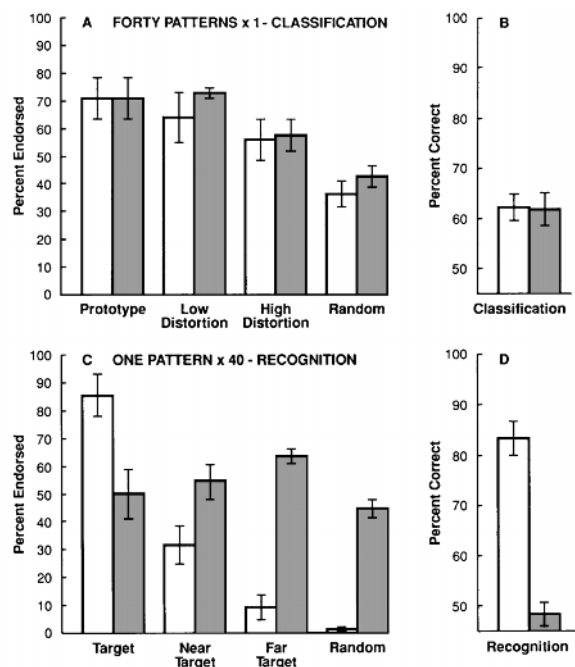 A FORTY PATTERNS x 1 - CLASSIFICATION
Percent Endorsed
100
90
80
70
60
50
40
30
20
10
0
Prototype
Low
Distortion
High
Distortion
Random
B
Percent Correct
100
90
80
70
60
50
Classification
C ONE PATTERN x 40 - RECOGNITION
Percent Endorsed
100
90
80
70
60
50
40
30
20
10
0
Target
Near
Target
Far
Target
Random
D
Percent Correct
100
90
80
70
60
50
Recognition